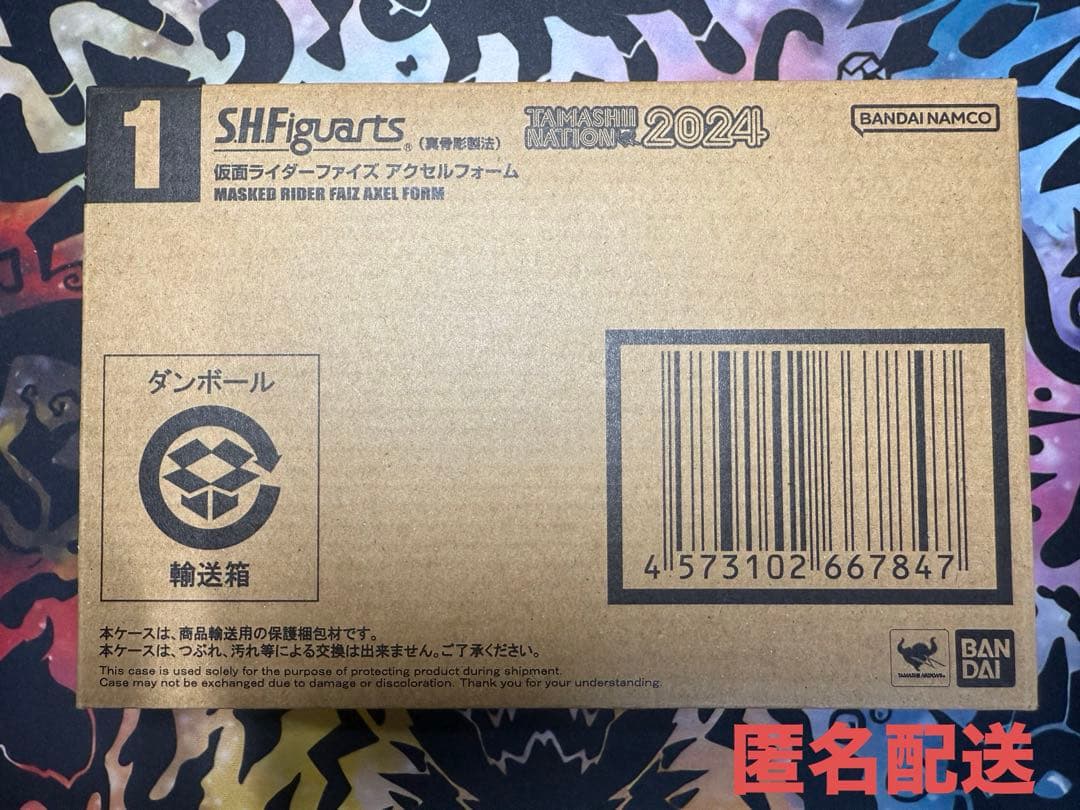 1
S.H.Figuarts® (真骨彫製法)
TAMASHII NATION 2024
BANDAI NAMCO
仮面ライダーファイズ アクセルフォーム
MASKED RIDER FAIZ AXEL FORM
ダンボール
輸送箱
4 573102 667847
本ケースは、商品輸送用の保護梱包材です。
本ケースは、つぶれ、汚れ等による交換は出来ません。ご了承ください。
This case is used solely for the purpose of protecting product during shipment.
Case may not be exchanged due to damage or discoloration. Thank you for your understanding.
TAMASHII NATIONS
BAN
DAI
匿名配送